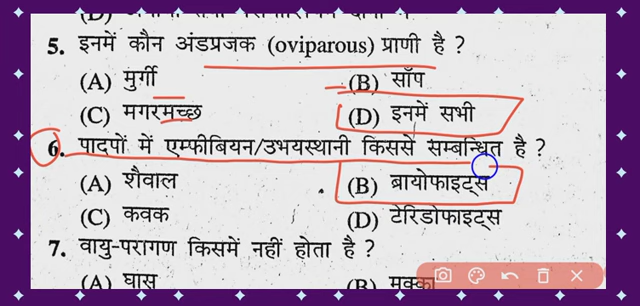 5. इनमें कौन अंडप्रजक (oviparous) प्राणी है ?
(A) मुर्गी (B) साँप
(C) मगरमच्छ (D) इनमें सभी
6. पादपों में एम्फीबियन/उभयस्थानी किससे सम्बन्धित है ?
(A) शैवाल (B) ब्रायोफाइट्स
(C) कवक (D) टेरिडोफाइट्स
7. वायु-परागण किसमें नहीं होता है ?
(A) घास (B) मक्का